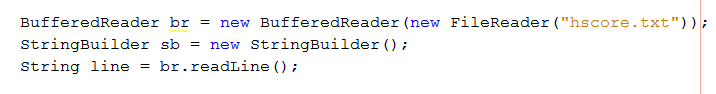 BufferedReader br = new BufferedReader(new FileReader("hscore.txt"));
StringBuilder sb = new StringBuilder();
String line = br.readLine();